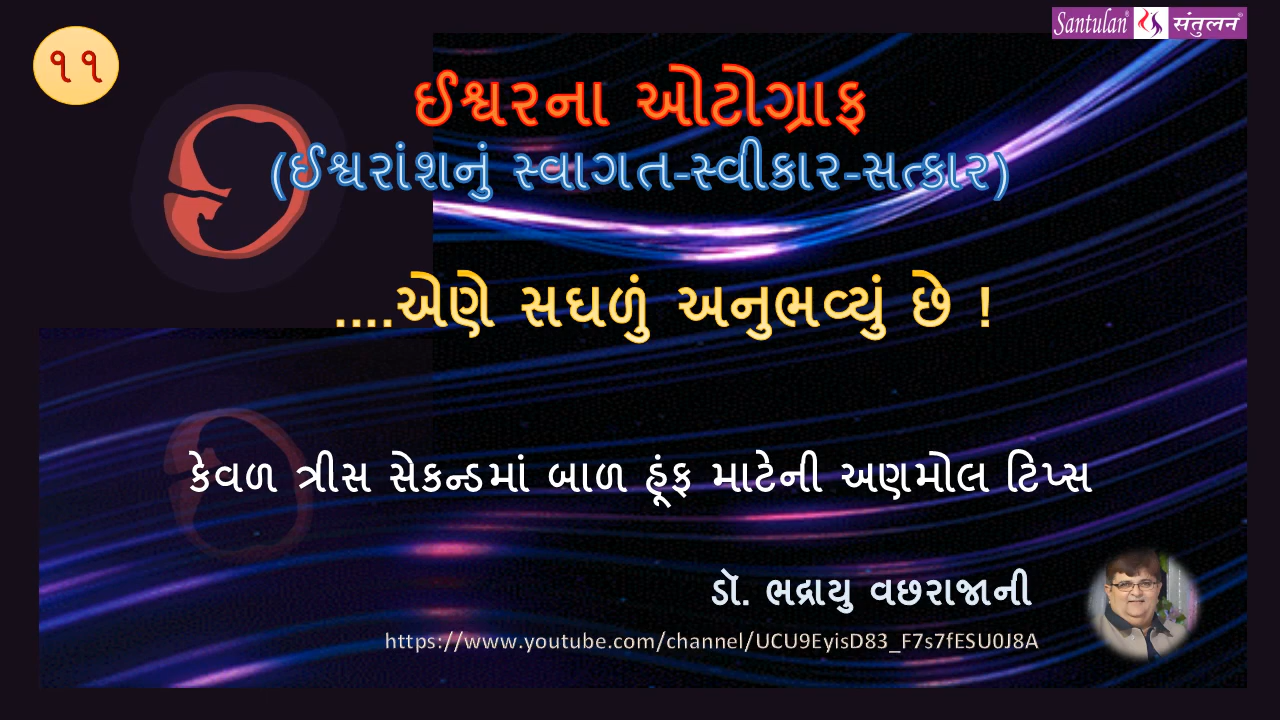 Santulan સંતુલન
૧૧
ઈશ્વરના ઓટોગ્રાફ
(ઈશ્વરાંશનું સ્વાગત-સ્વીકાર-સત્કાર)
....એણે સઘળું અનુભવ્યું છે !
કેવળ ત્રીસ સેકન્ડમાં બાળ હૂંફ માટેની અણમોલ ટિપ્સ
ડૉ. ભદ્રાયુ વછરાજાની
https://www.youtube.com/channel/UCU9EyisD83_F7s7fESU0J8A